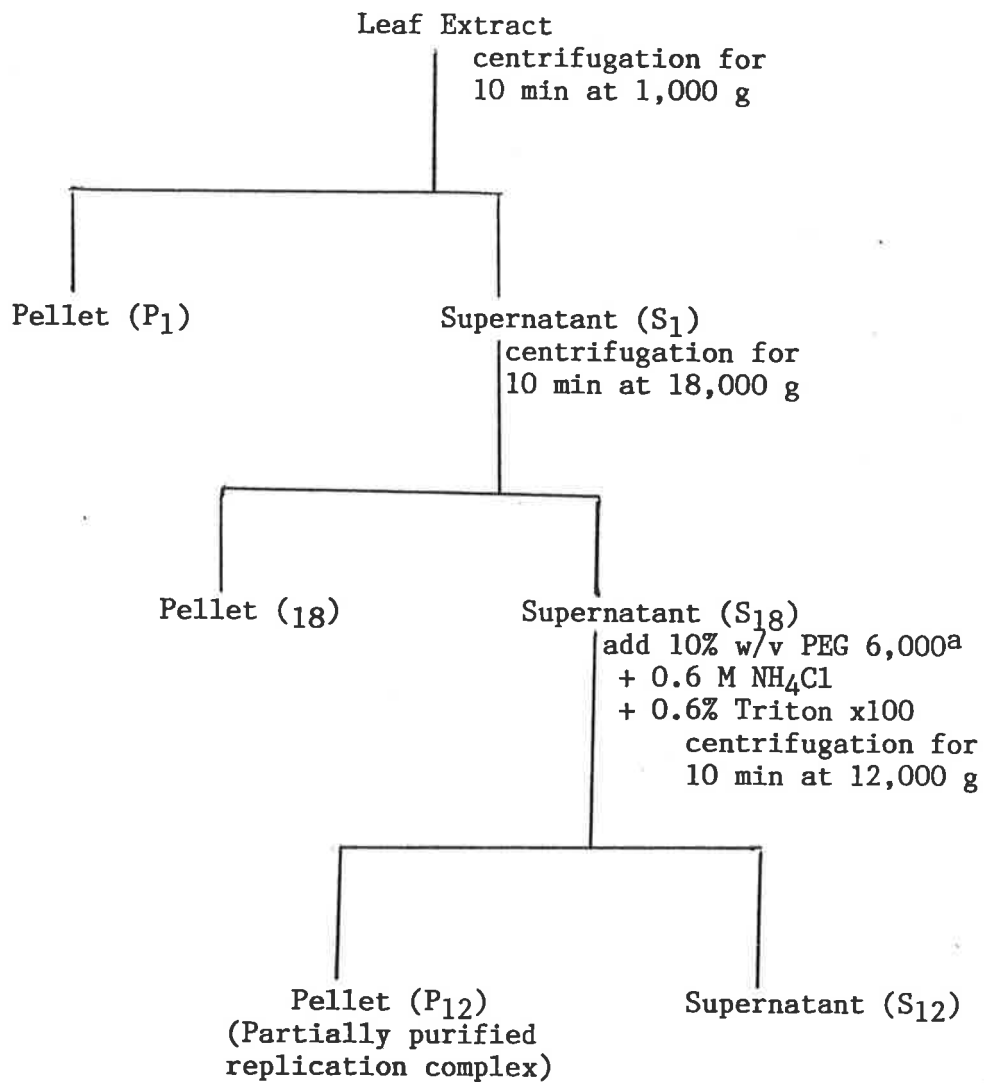 Leaf Extract
centrifugation for
10 min at 1,000 g
Pellet (P1)
Supernatant (S1)
centrifugation for
10 min at 18,000 g
Pellet (18)
Supernatant (S18)
add 10% w/v PEG 6,000a
+ 0.6 M NH4Cl
+ 0.6% Triton x100
centrifugation for
10 min at 12,000 g
Pellet (P12)
(Partially purified
replication complex)
Supernatant (S12)